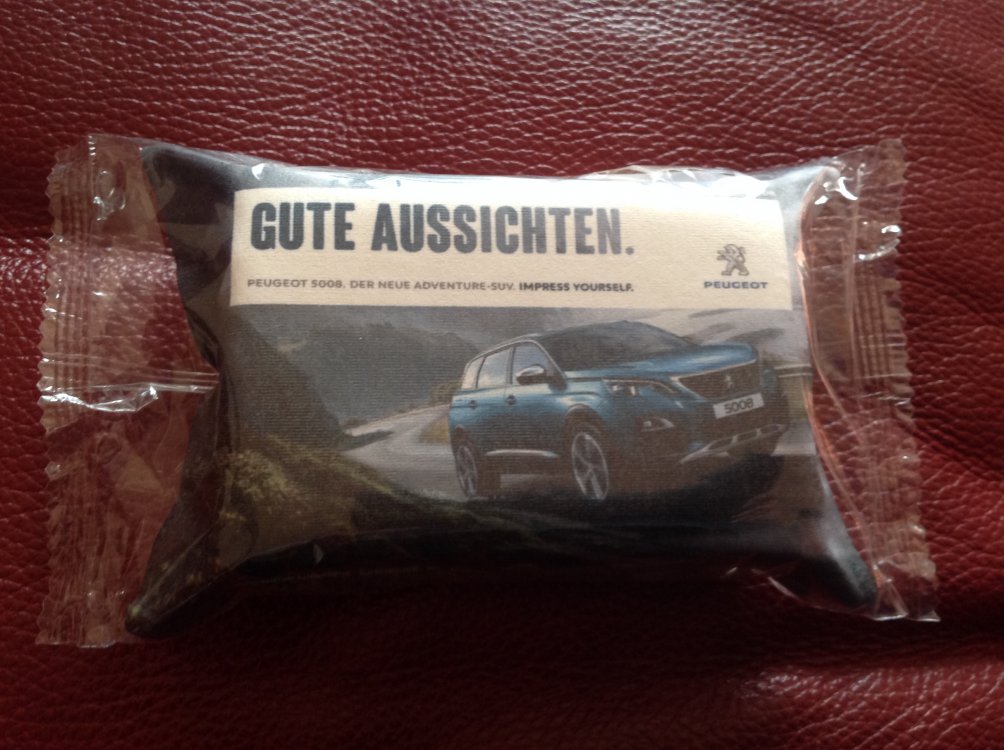 GUTE AUSSICHTEN.
PEUGEOT 5008. DER NEUE ADVENTURE-SUV. IMPRESS YOURSELF.
PEUGEOT
5008